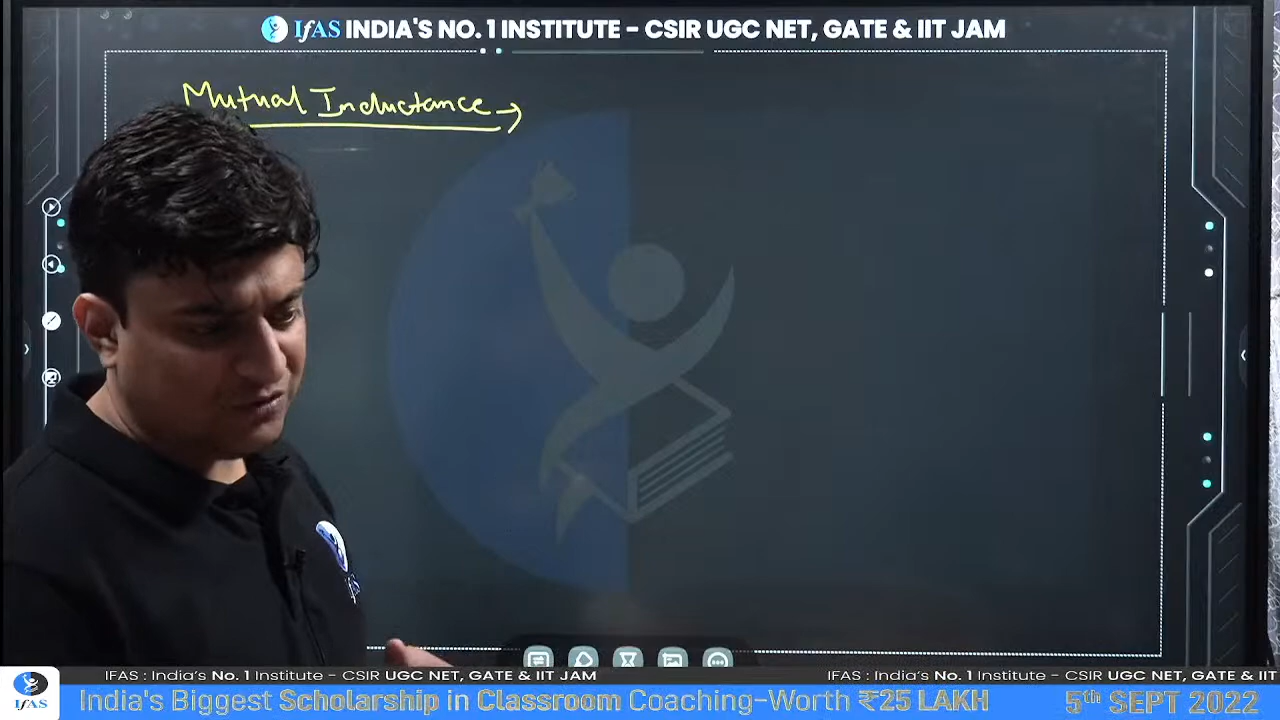 IfAS INDIA'S NO. 1 INSTITUTE - CSIR UGC NET, GATE & IIT JAM
Mutual Inductance →
IFAS : India's No. 1 Institute - CSIR UGC NET, GATE & IIT JAM
IFAS : India's No. 1 Institute - CSIR UGC NET, GATE & IIT
IfAS
India's Biggest Scholarship in Classroom Coaching-Worth ₹25 LAKH
5th SEPT 2022